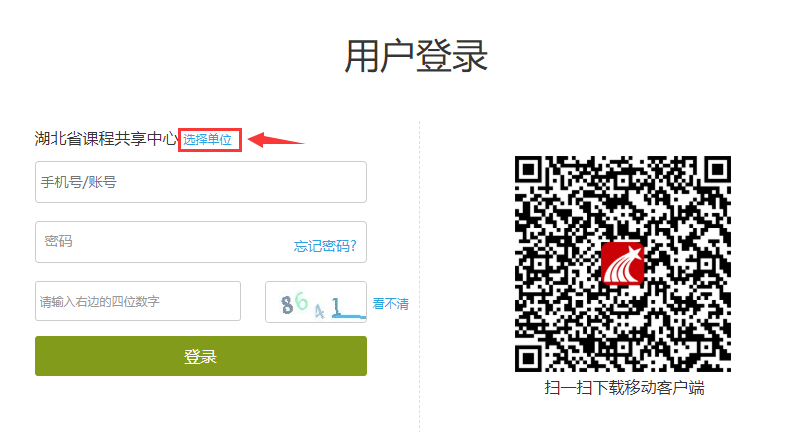 用户登录
湖北省课程共享中心 选择单位
手机号/账号
密码
忘记密码?
请输入右边的四位数字
8641
看不清
登录
扫一扫下载移动客户端